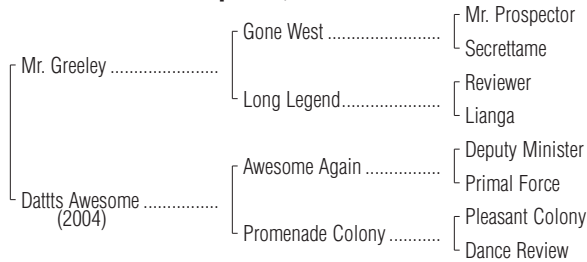 Mr. Prospector
Gone West ....................
Secrettame
Mr. Greeley ...................
Reviewer
Long Legend.................
Lianga
Deputy Minister
Awesome Again .............
Primal Force
Dattts Awesome .............
(2004)
Pleasant Colony
Promenade Colony .........
Dance Review